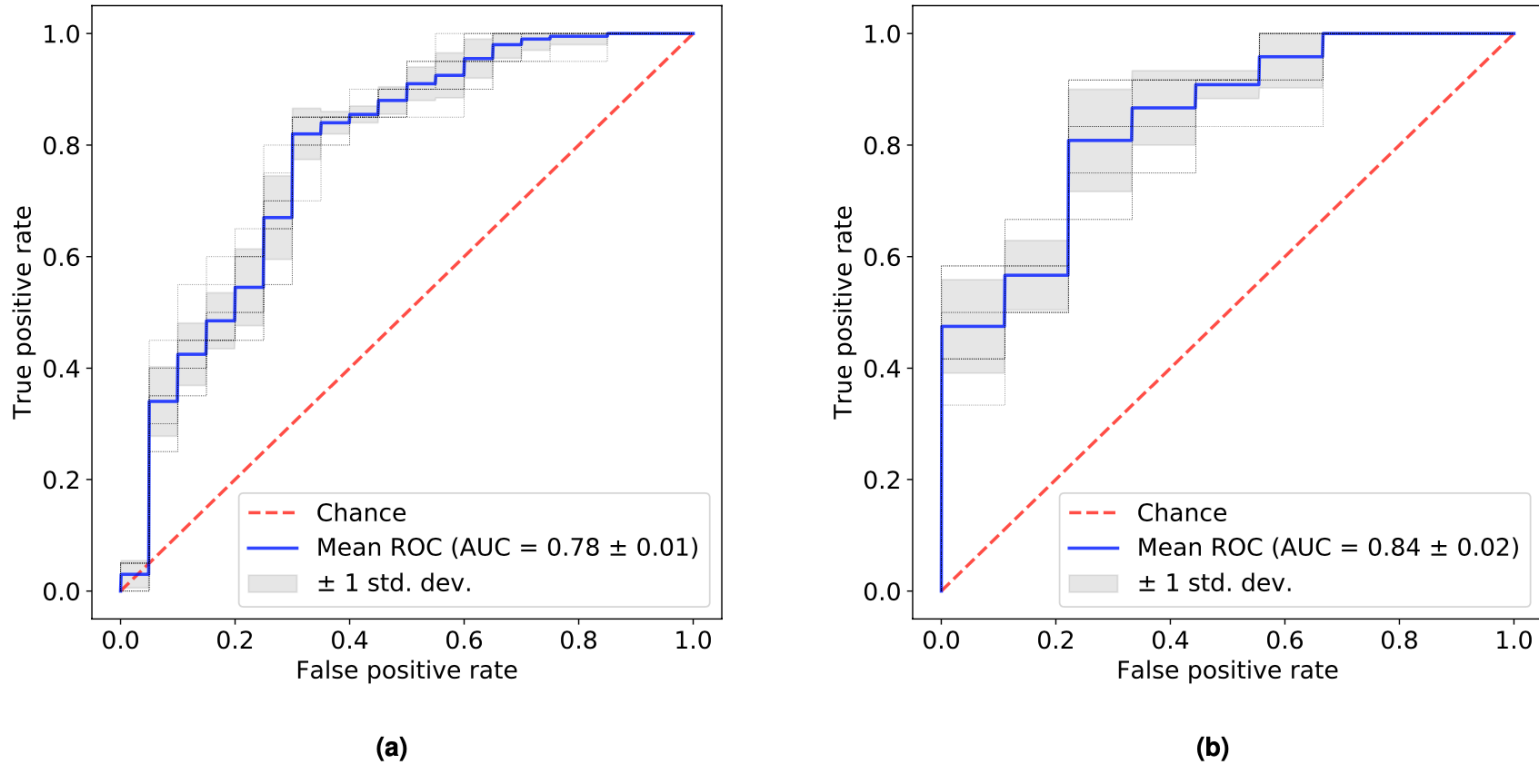 1.0
0.8
0.6
0.4
0.2
0.0
True positive rate
0.0 0.2 0.4 0.6 0.8 1.0
False positive rate
Chance
Mean ROC (AUC = 0.78 ± 0.01)
± 1 std. dev.
(a)
1.0
0.8
0.6
0.4
0.2
0.0
True positive rate
0.0 0.2 0.4 0.6 0.8 1.0
False positive rate
Chance
Mean ROC (AUC = 0.84 ± 0.02)
± 1 std. dev.
(b)